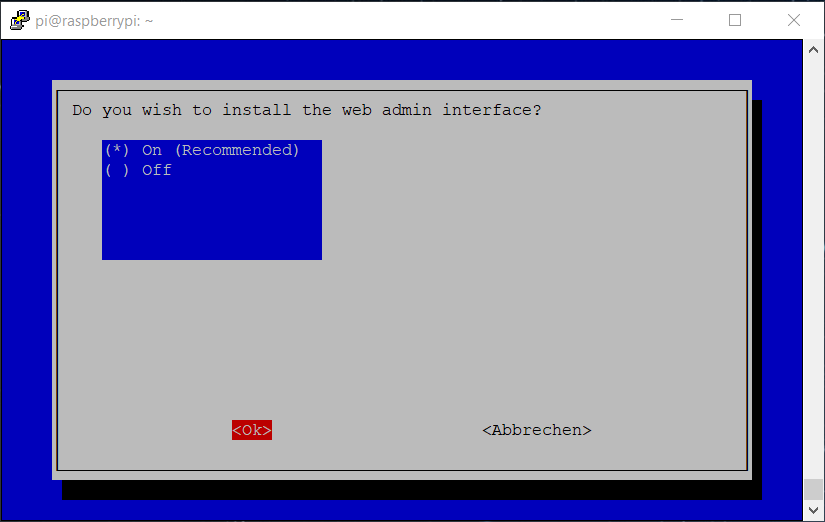 pi@raspberrypi: ~
Do you wish to install the web admin interface?
(*) On (Recommended)
( ) Off
<Ok> <Abbrechen>